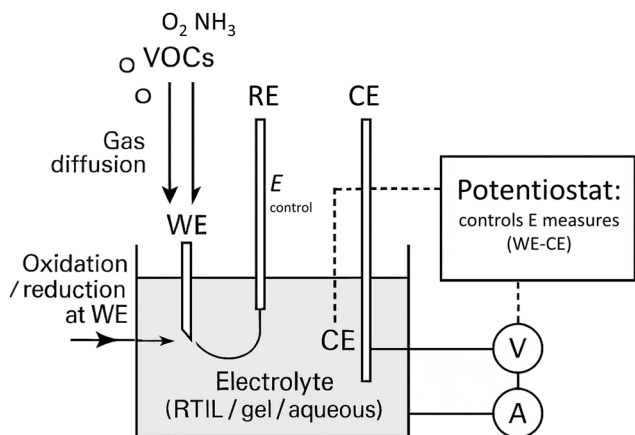 O₂ NH₃
O VOCs
O
Gas
diffusion
RE
CE
E
control
WE
Potentiostat:
controls E measures
(WE-CE)
Oxidation
/ reduction
at WE
CE
V
A
Electrolyte
(RTIL / gel / aqueous)